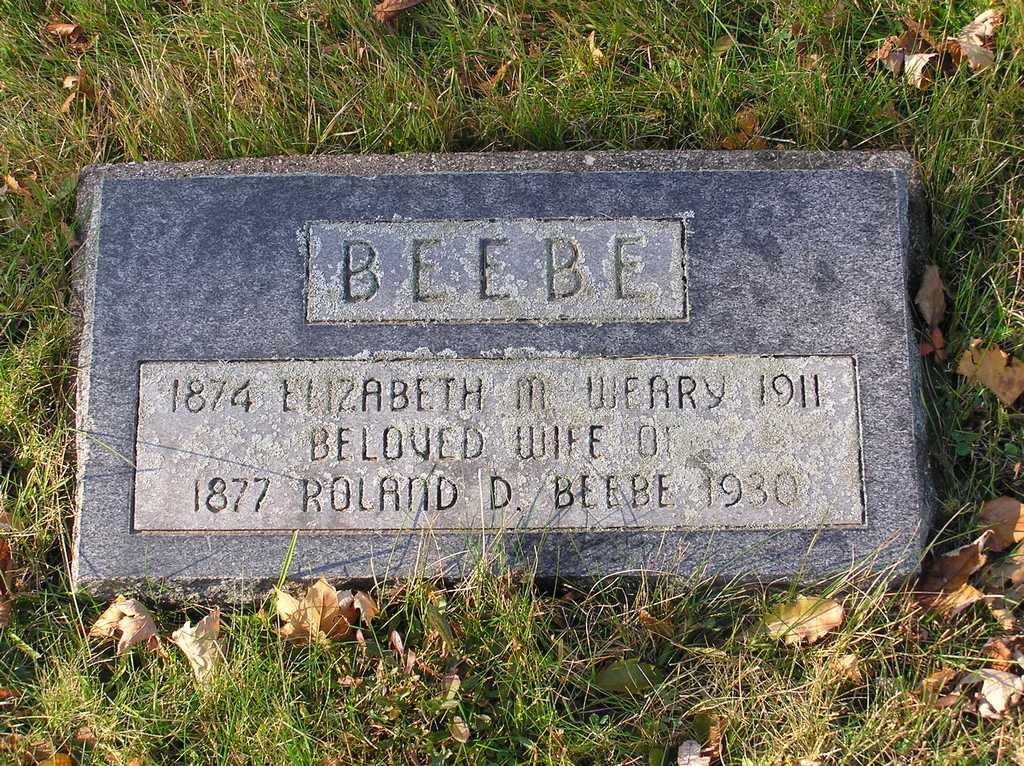 BEEBE
1874 ELIZABETH M. WEARY 1911
BELOVED WIFE OF
1877 ROLAND D. BEEBE 1930